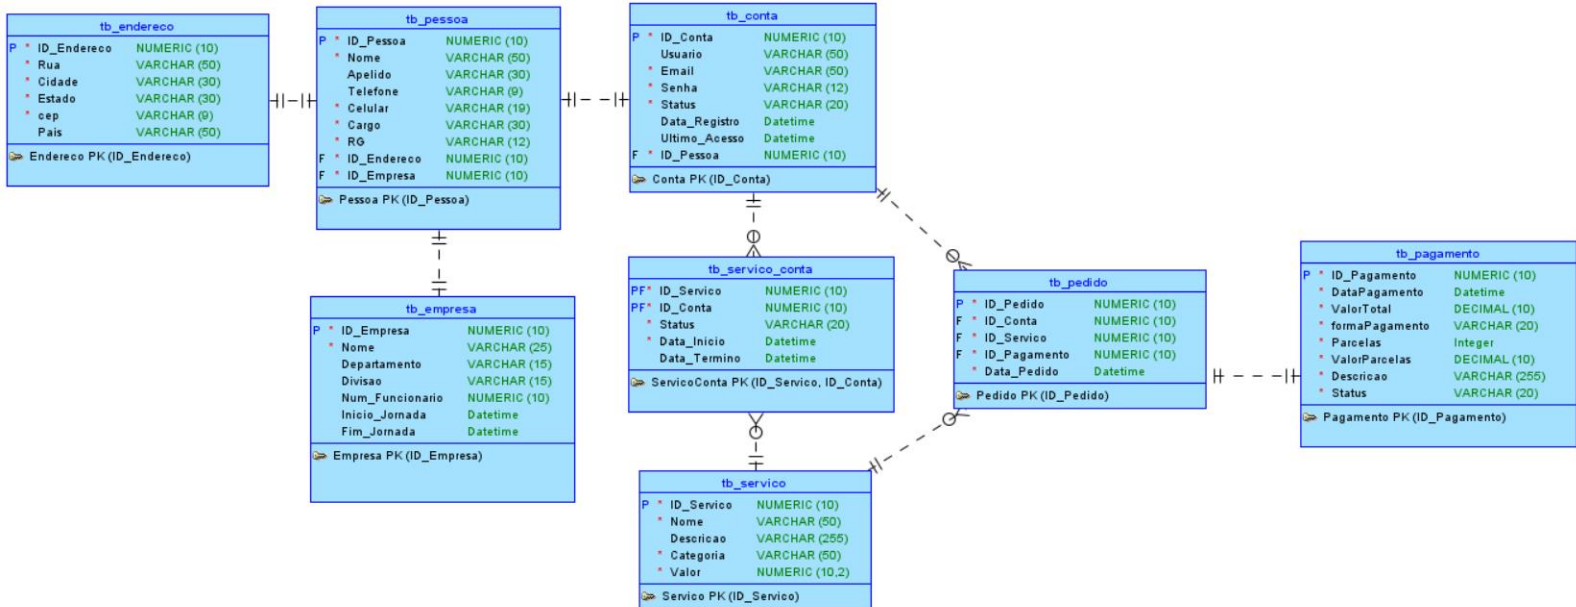 tb_endereco
P * ID_Endereco NUMERIC (10)
* Rua VARCHAR (50)
* Cidade VARCHAR (30)
* Estado VARCHAR (30)
* cep VARCHAR (9)
Pais VARCHAR (50)
Endereco PK (ID_Endereco)
tb_pessoa
P * ID_Pessoa NUMERIC (10)
* Nome VARCHAR (50)
Apelido VARCHAR (30)
Telefone VARCHAR (9)
* Celular VARCHAR (19)
* Cargo VARCHAR (30)
* RG VARCHAR (12)
F * ID_Endereco NUMERIC (10)
F * ID_Empresa NUMERIC (10)
Pessoa PK (ID_Pessoa)
tb_conta
P * ID_Conta NUMERIC (10)
Usuario VARCHAR (50)
* Email VARCHAR (50)
* Senha VARCHAR (12)
* Status VARCHAR (20)
Data_Registro Datetime
Ultimo_Acesso Datetime
F * ID_Pessoa NUMERIC (10)
Conta PK (ID_Conta)
tb_empresa
P * ID_Empresa NUMERIC (10)
* Nome VARCHAR (25)
Departamento VARCHAR (15)
Divisao VARCHAR (15)
Num_Funcionario NUMERIC (10)
Inicio_Jornada Datetime
Fim_Jornada Datetime
Empresa PK (ID_Empresa)
tb_servico_conta
PF* ID_Servico NUMERIC (10)
PF* ID_Conta NUMERIC (10)
* Status VARCHAR (20)
* Data_Inicio Datetime
Data_Termino Datetime
ServicoConta PK (ID_Servico, ID_Conta)
tb_pedido
P * ID_Pedido NUMERIC (10)
F * ID_Conta NUMERIC (10)
F * ID_Servico NUMERIC (10)
F * ID_Pagamento NUMERIC (10)
* Data_Pedido Datetime
Pedido PK (ID_Pedido)
tb_pagamento
P * ID_Pagamento NUMERIC (10)
* DataPagamento Datetime
* ValorTotal DECIMAL (10)
* formaPagamento VARCHAR (20)
* Parcelas Integer
* ValorParcelas DECIMAL (10)
* Descricao VARCHAR (255)
* Status VARCHAR (20)
Pagamento PK (ID_Pagamento)
tb_servico
P * ID_Servico NUMERIC (10)
* Nome VARCHAR (50)
Descricao VARCHAR (255)
* Categoria VARCHAR (50)
* Valor NUMERIC (10,2)
Servico PK (ID_Servico)